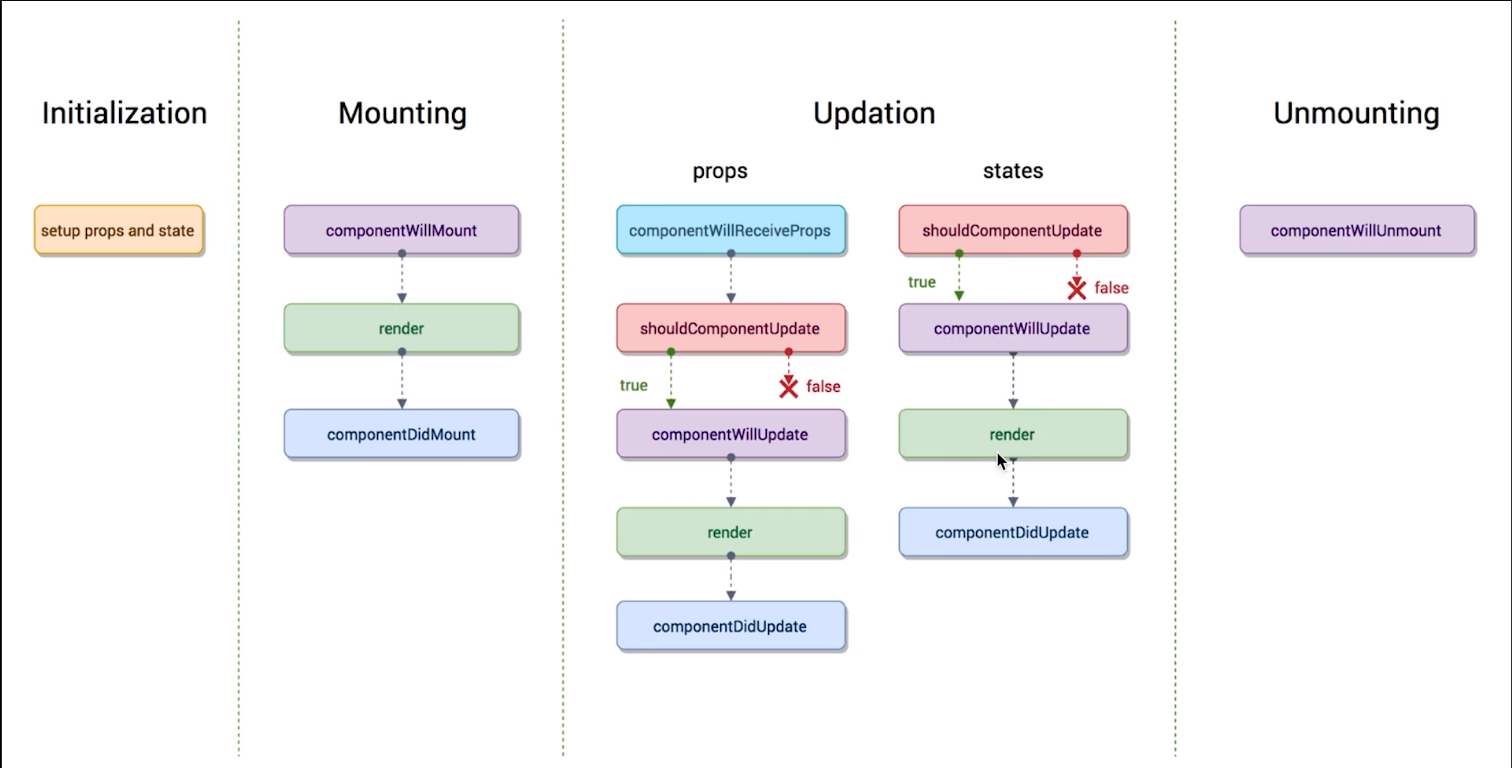 Initialization
setup props and state
Mounting
componentWillMount
render
componentDidMount
Updation
props
componentWillReceiveProps
shouldComponentUpdate
true
false
componentWillUpdate
render
componentDidUpdate
states
shouldComponentUpdate
true
false
componentWillUpdate
render
componentDidUpdate
Unmounting
componentWillUnmount